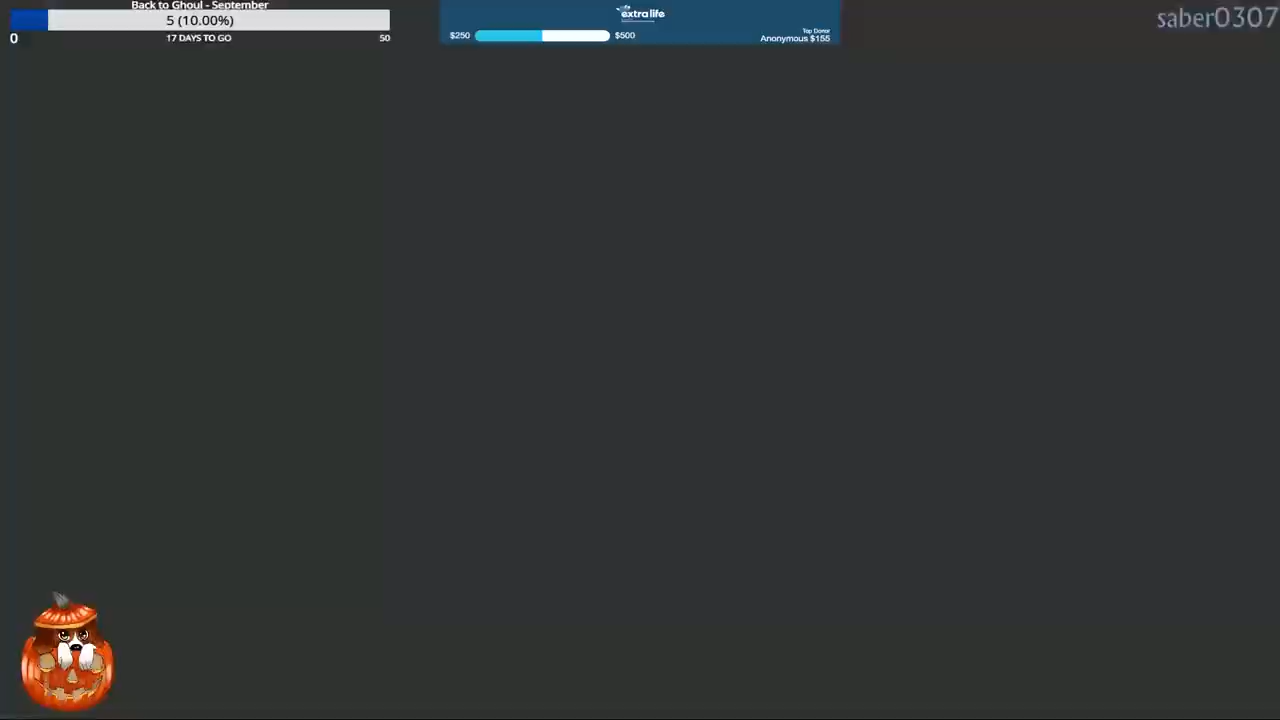 Back to Ghoul - September
5 (10.00%)
0
17 DAYS TO GO
50
extra life
$250
$500
Top Donor
Anonymous $155
saber0307